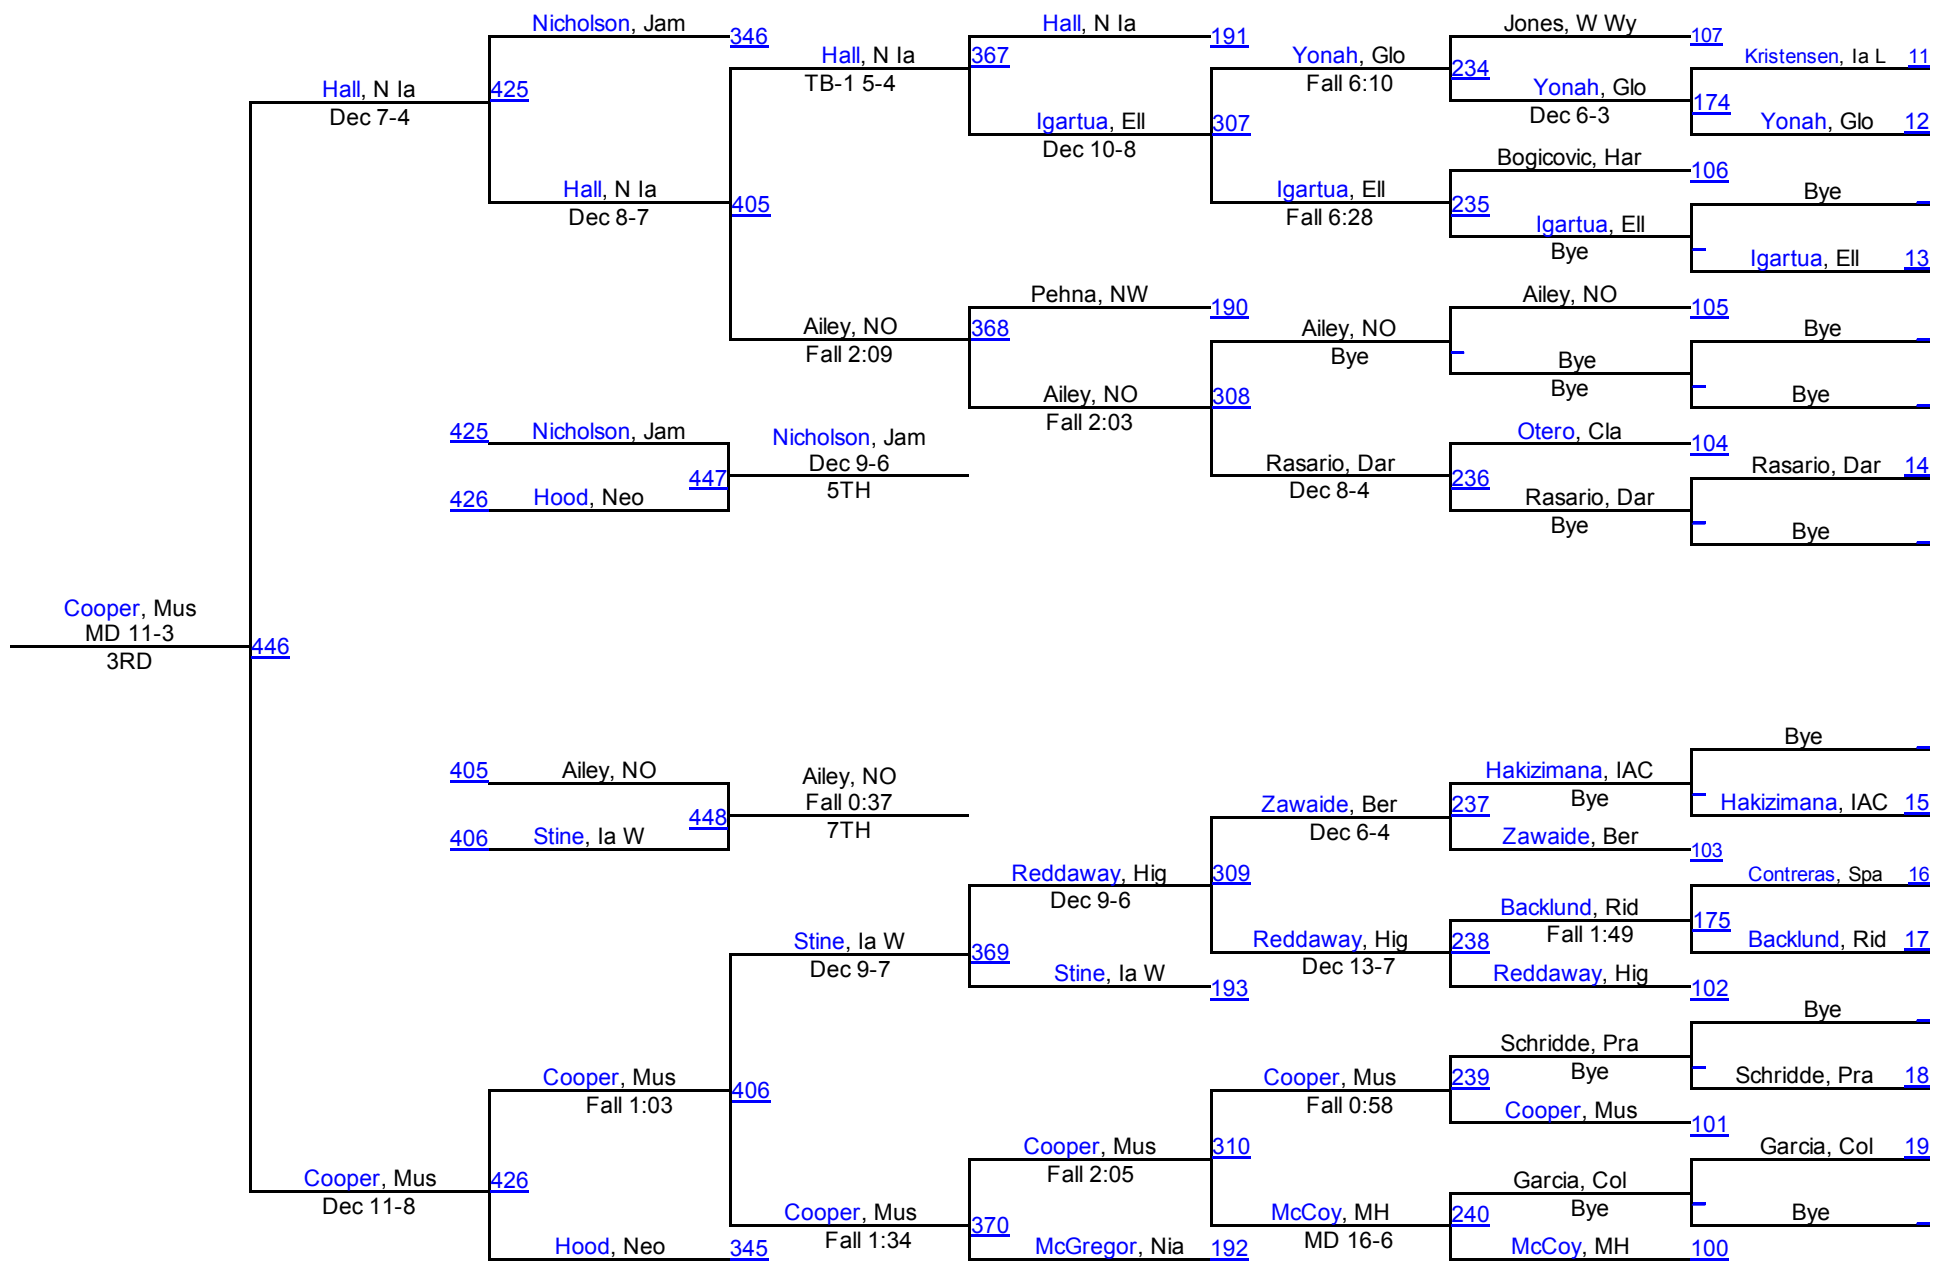 Nicholson, Jam
346
Hall, N Ia
191
Jones, W Wy
107
Hall, N Ia
TB-1 5-4
367
Yonah, Glo
Fall 6:10
234
Kristensen, Ia L
11
Hall, N Ia
Dec 7-4
425
Yonah, Glo
Dec 6-3
174
Igartua, Ell
Dec 10-8
307
Yonah, Glo
12
Bogicovic, Har
106
Hall, N Ia
Dec 8-7
405
Igartua, Ell
Fall 6:28
235
Bye
Igartua, Ell
Bye
Igartua, Ell
13
Pehna, NW
190
Ailey, NO
105
Ailey, NO
Fall 2:09
368
Ailey, NO
Bye
Bye
Bye
Bye
Ailey, NO
Fall 2:03
308
Bye
425
Nicholson, Jam
Nicholson, Jam
Dec 9-6
5TH
447
426
Hood, Neo
Otero, Cla
104
Rasario, Dar
Dec 8-4
236
Rasario, Dar
14
Rasario, Dar
Bye
Bye
Cooper, Mus
MD 11-3
3RD
446
Bye
405
Ailey, NO
Ailey, NO
Fall 0:37
7TH
448
406
Stine, Ia W
Hakizimana, IAC
Bye
Zawaide, Ber
Dec 6-4
237
Hakizimana, IAC
15
Zawaide, Ber
103
Reddaway, Hig
Dec 9-6
309
Contreras, Spa
16
Backlund, Rid
Fall 1:49
175
Stine, Ia W
Dec 9-7
369
Reddaway, Hig
Dec 13-7
238
Backlund, Rid
17
Stine, Ia W
193
Reddaway, Hig
102
Bye
Schridde, Pra
Bye
Cooper, Mus
Fall 1:03
406
Cooper, Mus
Fall 0:58
239
Schridde, Pra
18
Cooper, Mus
101
Cooper, Mus
Fall 2:05
310
Garcia, Col
19
Cooper, Mus
Dec 11-8
426
Garcia, Col
Bye
Cooper, Mus
Fall 1:34
370
McCoy, MH
MD 16-6
240
Bye
Hood, Neo
345
McGregor, Nia
192
McCoy, MH
100